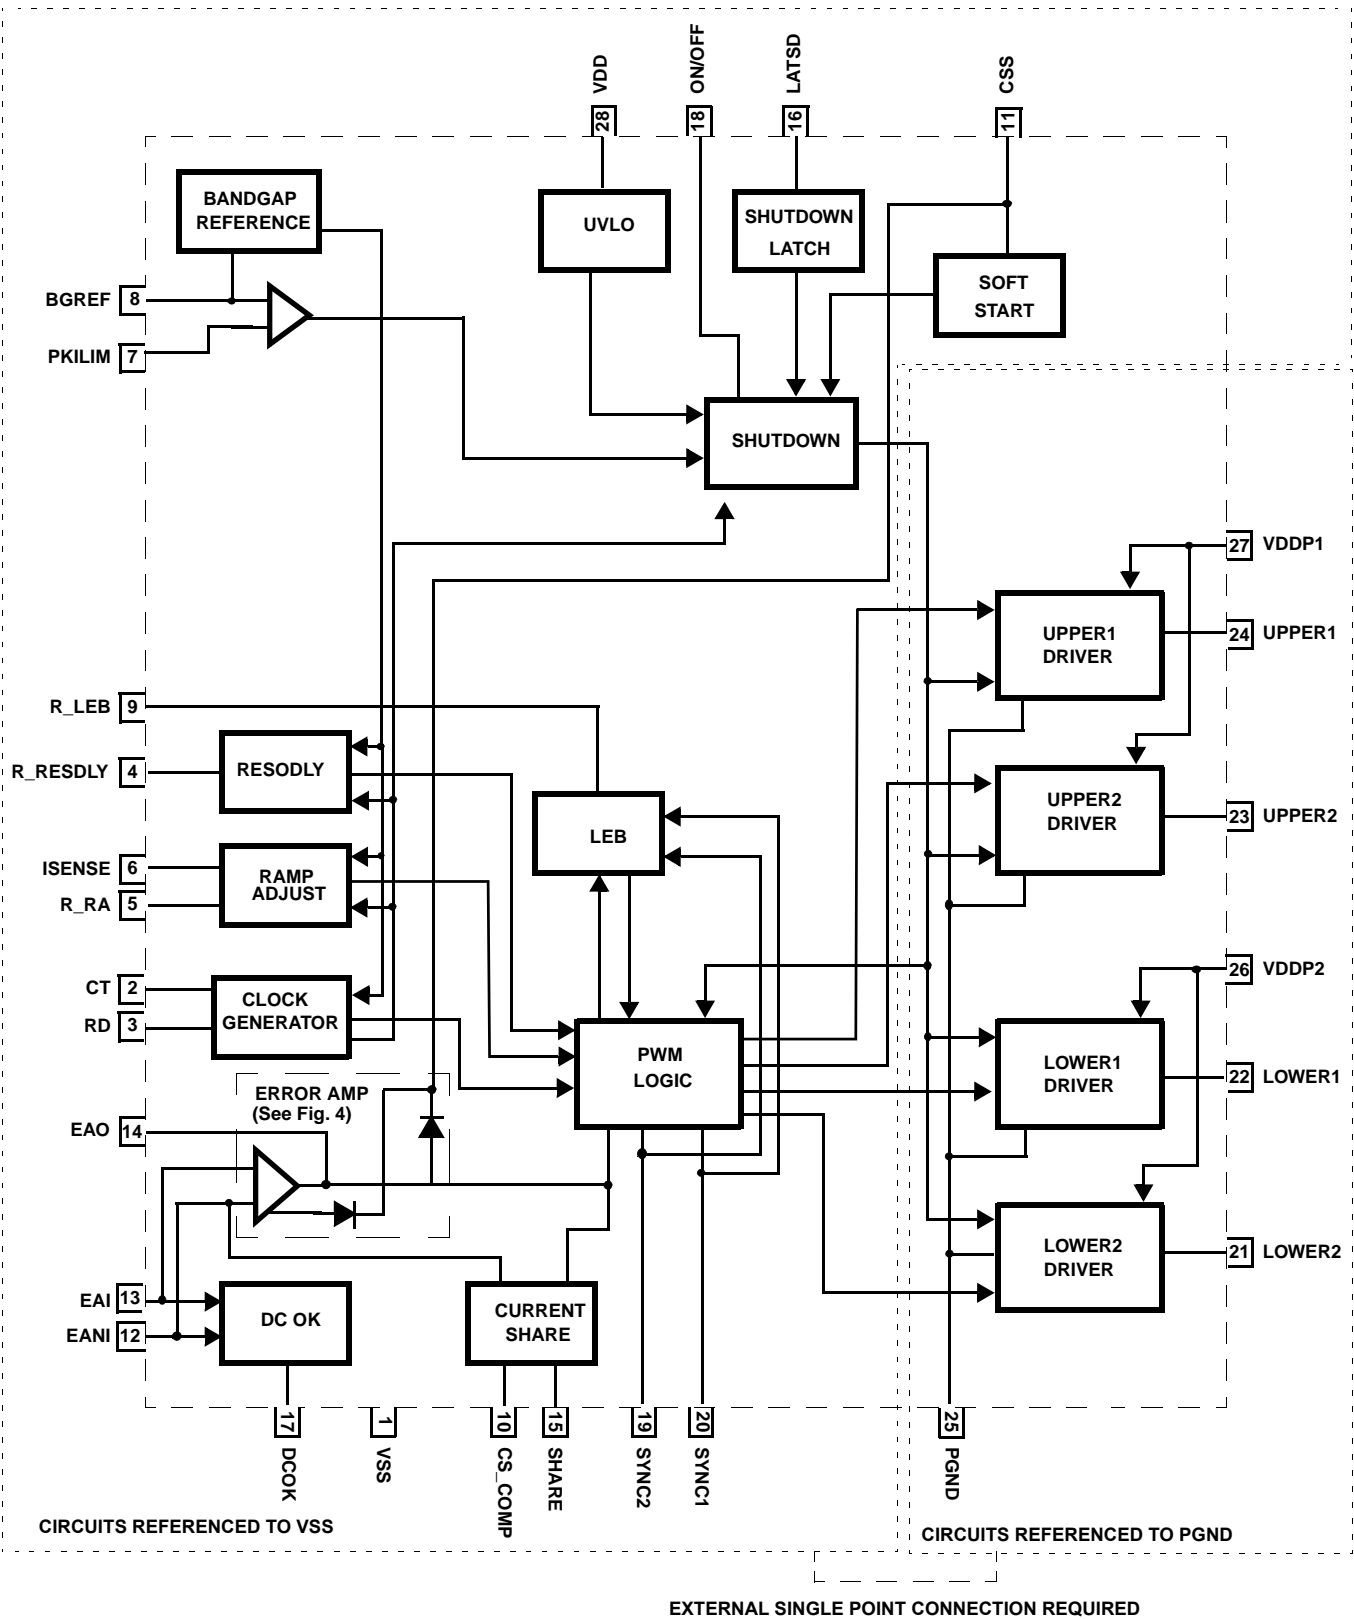 VDD
ON/OFF
LATSD
CSS
28
18
16
11
BANDGAP
REFERENCE
UVLO
SHUTDOWN
LATCH
SOFT
START
BGREF 8
PKILIM 7
SHUTDOWN
27 VDDP1
UPPER1
DRIVER
24 UPPER1
R_LEB 9
R_RESDLY 4
RESODLY
UPPER2
DRIVER
23 UPPER2
LEB
ISENSE 6
R_RA 5
RAMP
ADJUST
26 VDDP2
CT 2
RD 3
CLOCK
GENERATOR
PWM
LOGIC
LOWER1
DRIVER
22 LOWER1
ERROR AMP
(See Fig. 4)
EAO 14
LOWER2
DRIVER
21 LOWER2
EAI 13
EANI 12
DC OK
CURRENT
SHARE
17
1
10
15
19
20
25
DCOK
VSS
CS_COMP
SHARE
SYNC2
SYNC1
PGND
CIRCUITS REFERENCED TO VSS
CIRCUITS REFERENCED TO PGND
EXTERNAL SINGLE POINT CONNECTION REQUIRED